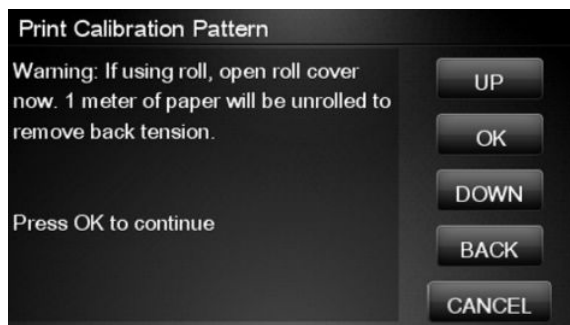 Print Calibration Pattern
Warning: If using roll, open roll cover
now. 1 meter of paper will be unrolled to
remove back tension.
Press OK to continue
UP
OK
DOWN
BACK
CANCEL